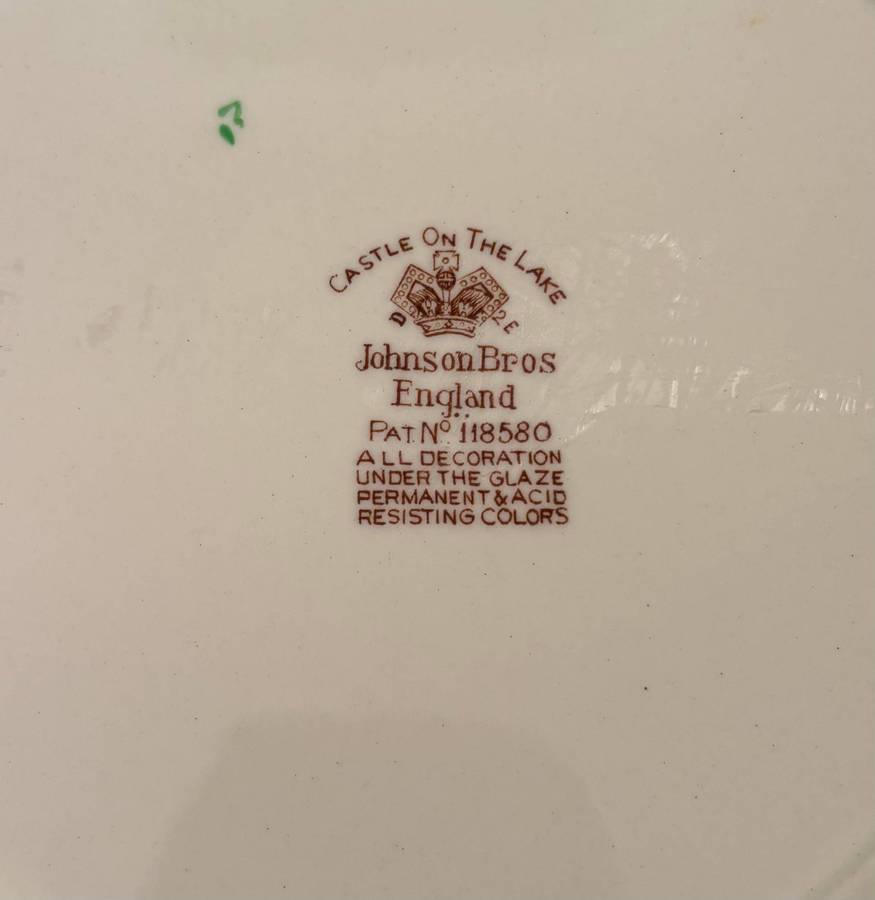 CASTLE ON THE LAKE
D 2E
Johnson Bros
England
PAT. No. 118580
ALL DECORATION
UNDER THE GLAZE
PERMANENT & ACID
RESISTING COLORS